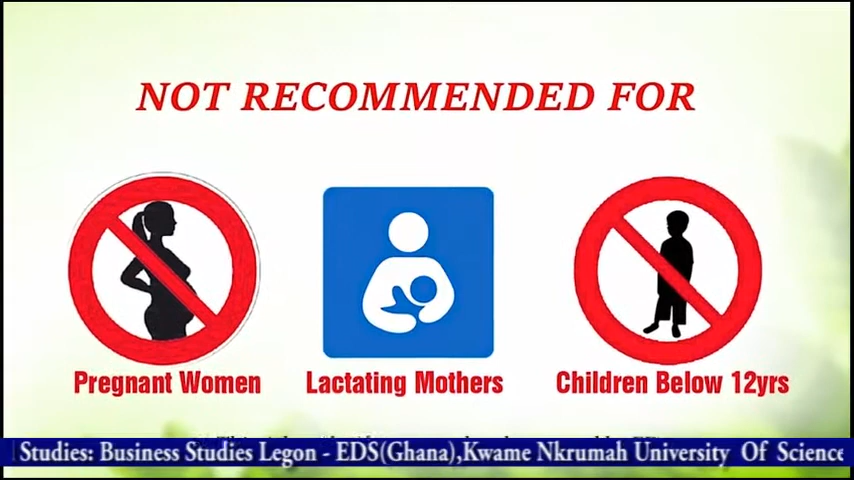 NOT RECOMMENDED FOR
Pregnant Women
Lactating Mothers
Children Below 12yrs
Studies: Business Studies Legon - EDS(Ghana),Kwame Nkrumah University Of Science